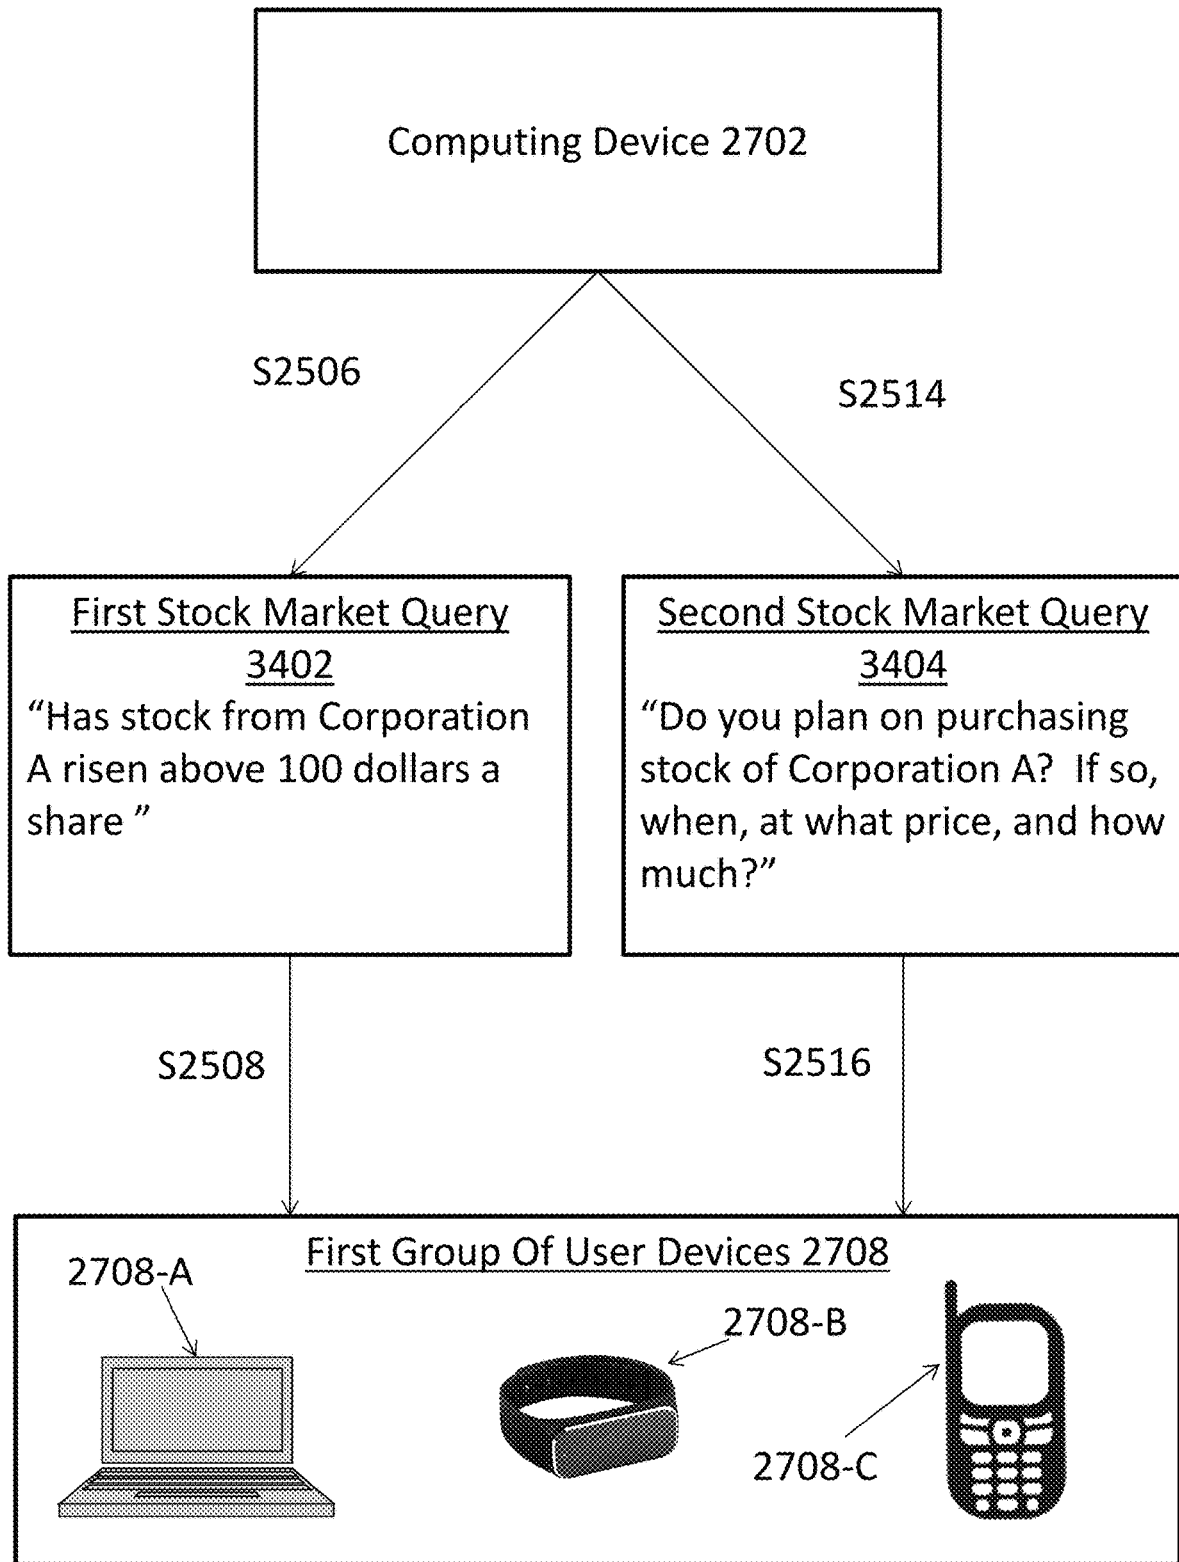 Computing Device 2702
S2506
S2514
First Stock Market Query
3402
“Has stock from Corporation
A risen above 100 dollars a
share ”
Second Stock Market Query
3404
“Do you plan on purchasing
stock of Corporation A?  If so,
when, at what price, and how
much?”
S2508
S2516
First Group Of User Devices 2708
2708-A
2708-B
2708-C